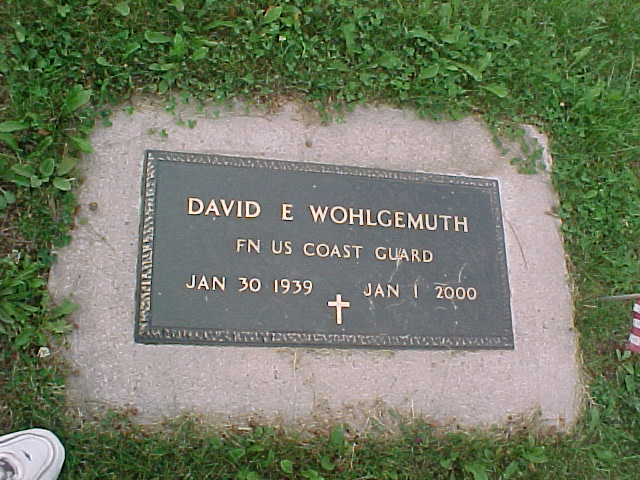 DAVID E WOHLGEMUTH
FN US COAST GUARD
JAN 30 1939 JAN 1 2000